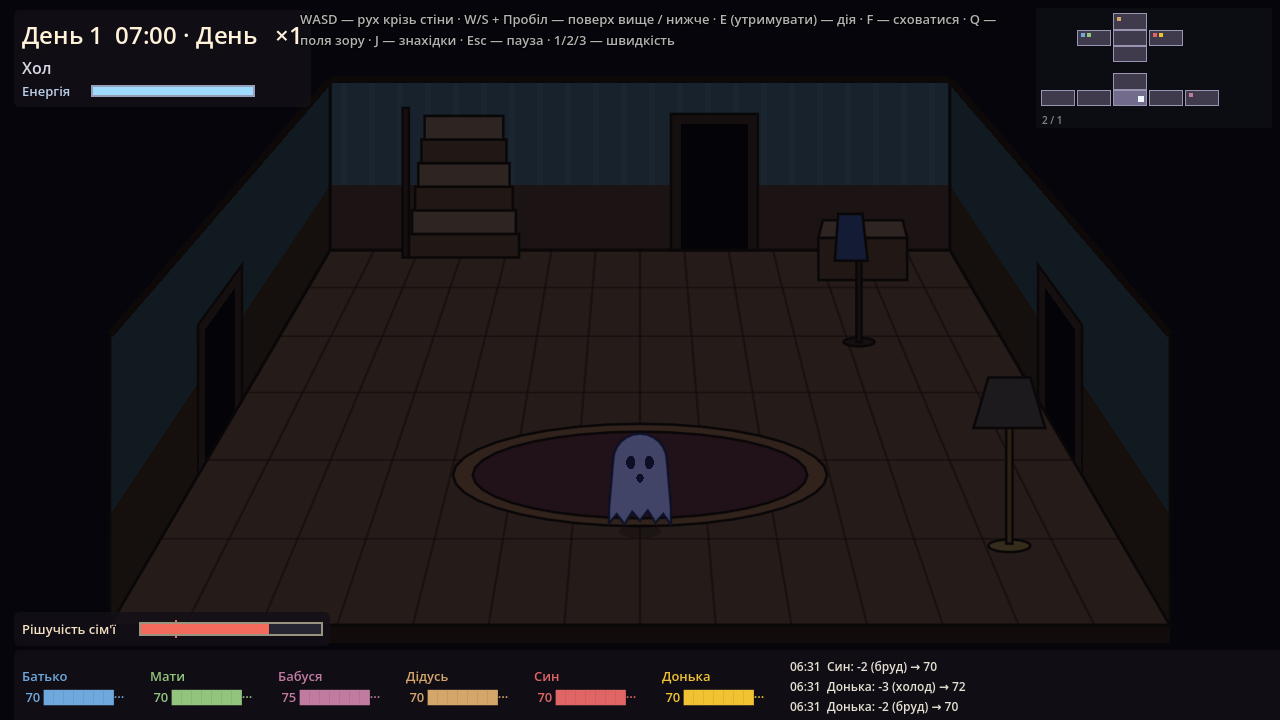 День 1 07:00 · День ×1
Хол
Енергія
WASD — рух крізь стіни · W/S + Пробіл — поверх вище / нижче · E (утримувати) — дія · F — сховатися · Q —
поля зору · J — знахідки · Esc — пауза · 1/2/3 — швидкість
2 / 1
Рішучість сім'ї
Батько
70
Мати
70
Бабуся
75
Дідусь
70
Син
70
Донька
70
06:31 Син: -2 (бруд) → 70
06:31 Донька: -3 (холод) → 72
06:31 Донька: -2 (бруд) → 70